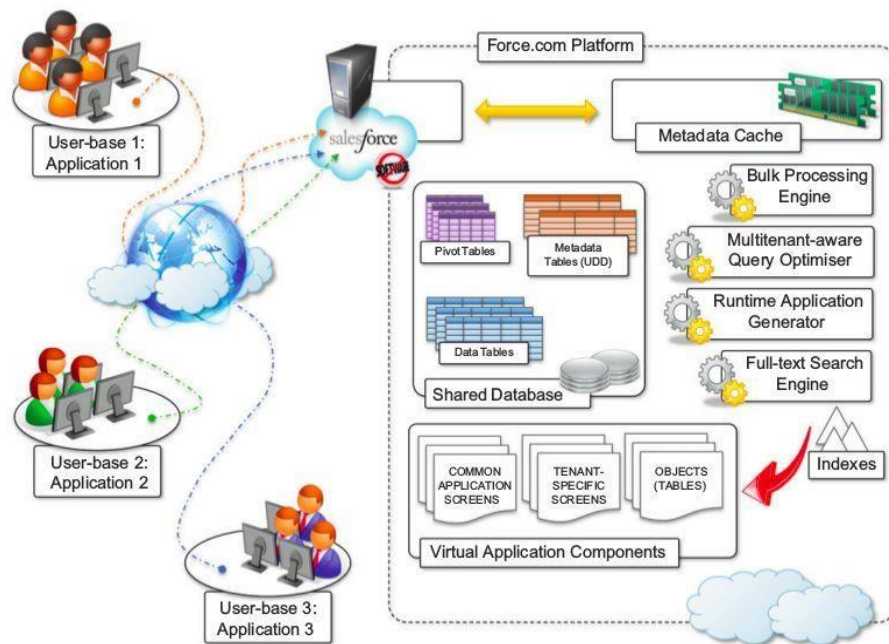 Force.com Platform
User-base 1:
Application 1
salesforce
SOFTWARE
Metadata Cache
Bulk Processing
Engine
Pivot Tables
Metadata
Tables (UDD)
Multitenant-aware
Query Optimiser
Runtime Application
Generator
Data Tables
Shared Database
Full-text Search
Engine
User-base 2:
Application 2
Indexes
COMMON
APPLICATION
SCREENS
TENANT-
SPECIFIC
SCREENS
OBJECTS
(TABLES)
Virtual Application Components
User-base 3:
Application 3